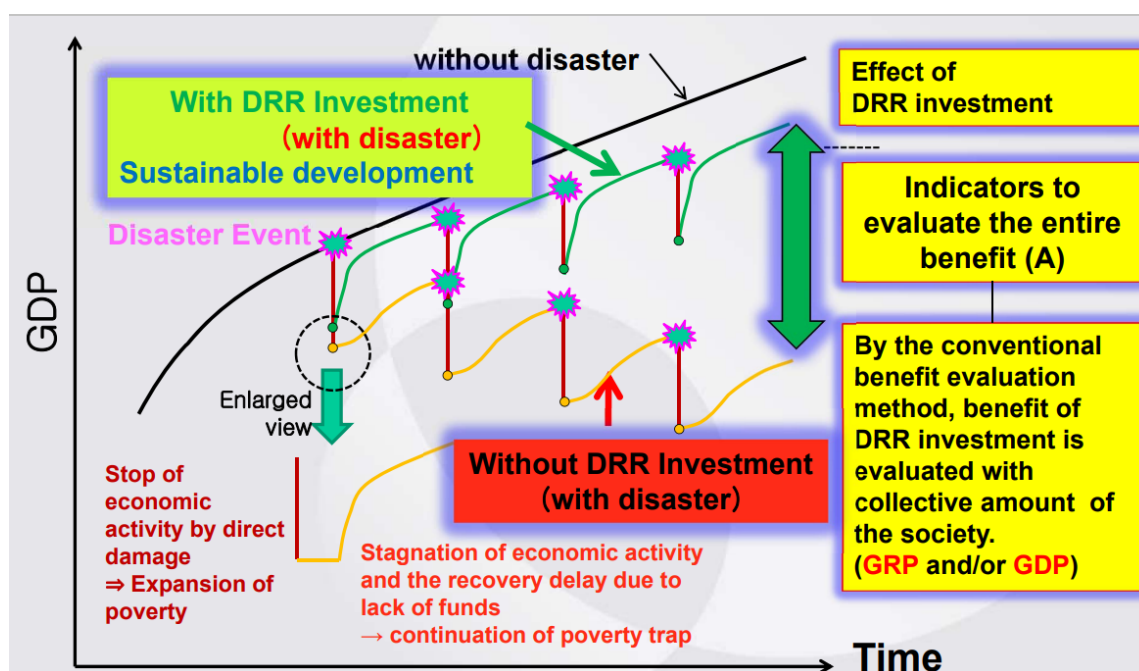 without disaster
With DRR Investment
(with disaster)
Sustainable development
Disaster Event
GDP
Enlarged
view
Stop of
economic
activity by direct
damage
⇒ Expansion of
poverty
Stagnation of economic activity
and the recovery delay due to
lack of funds
→ continuation of poverty trap
Without DRR Investment
(with disaster)
Effect of
DRR investment
Indicators to
evaluate the entire
benefit (A)
By the conventional
benefit evaluation
method, benefit of
DRR investment is
evaluated with
collective amount of
the society.
(GRP and/or GDP)
Time